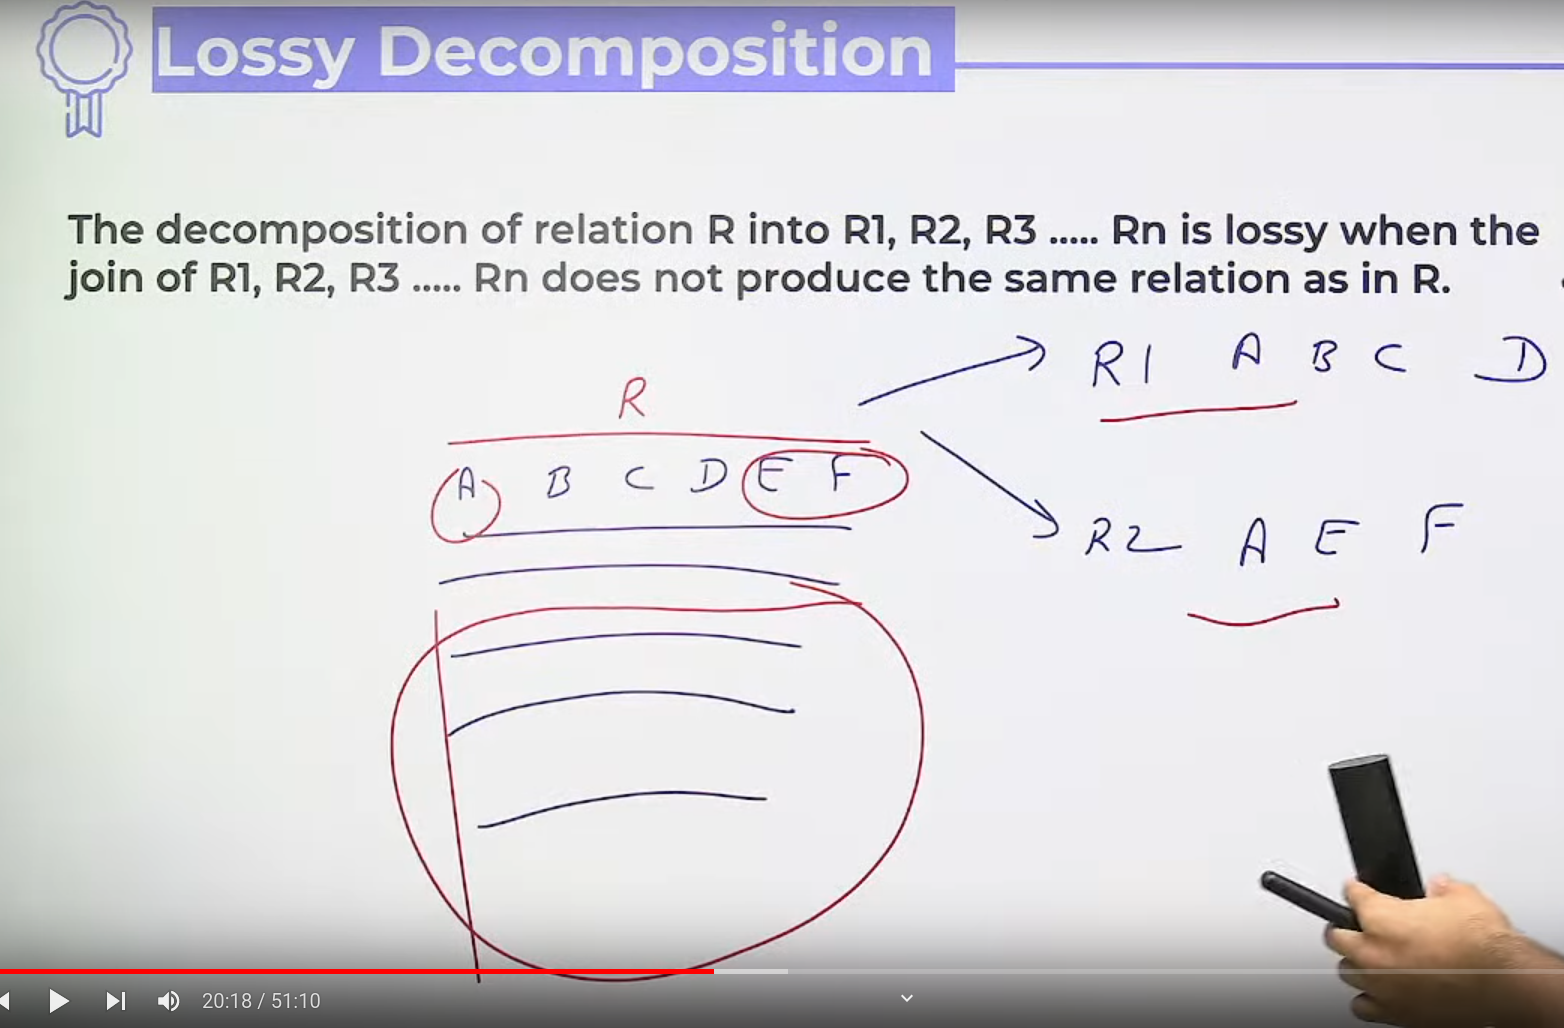 Lossy Decomposition
The decomposition of relation R into R1, R2, R3 ..... Rn is lossy when the
join of R1, R2, R3 ..... Rn does not produce the same relation as in R.
R1 A B C D
R
A B C D E F
R2 A E F
20:18 / 51:10